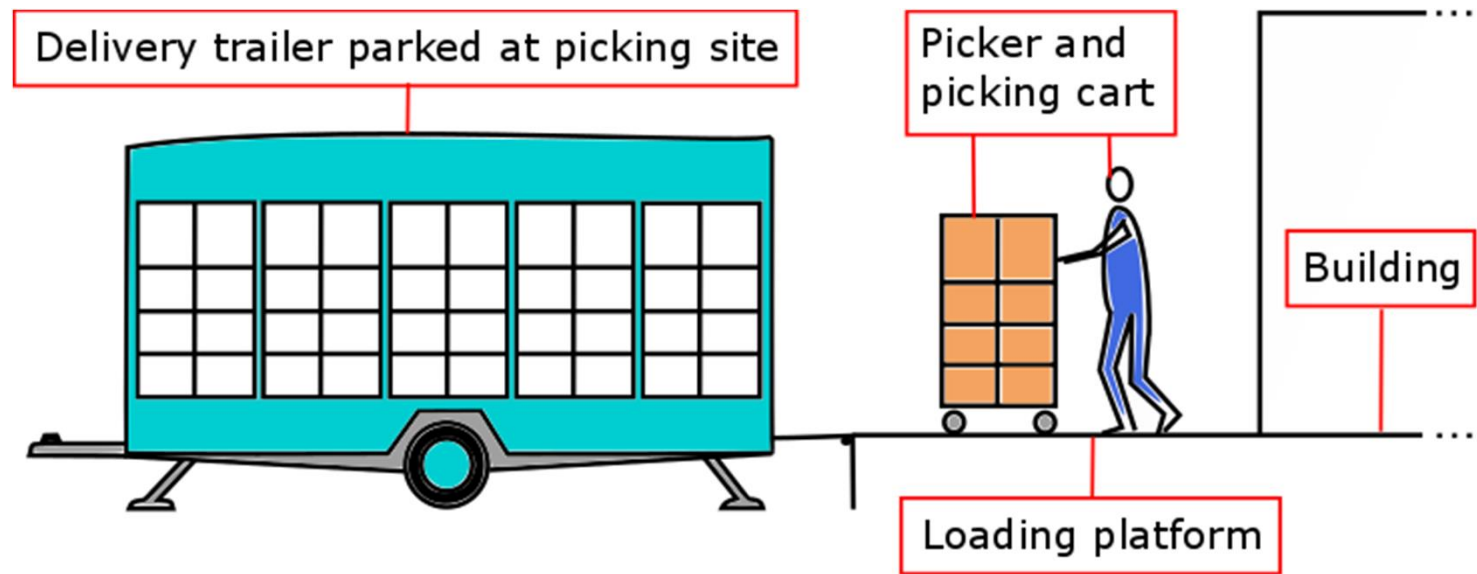 Delivery trailer parked at picking site
Picker and
picking cart
Building
Loading platform